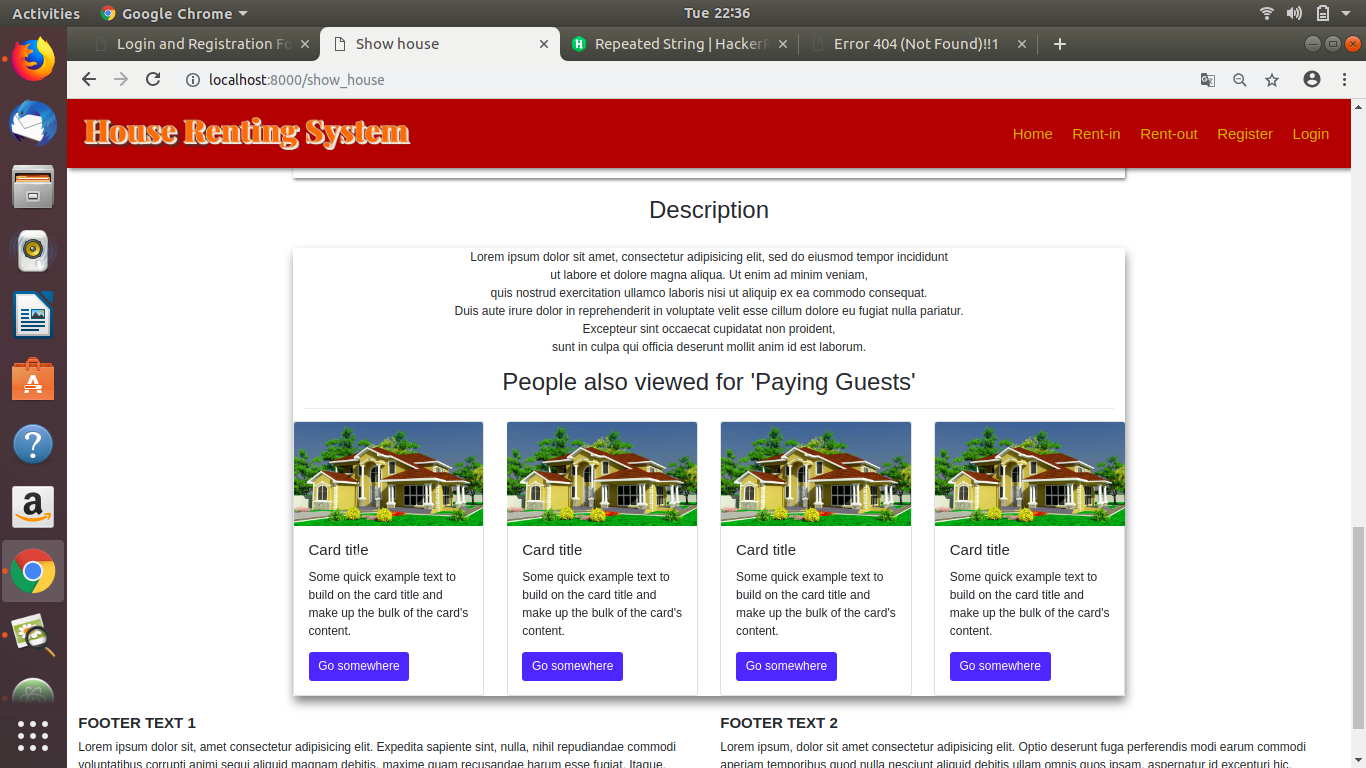 Activities Google Chrome Tue 22:36
Login and Registration Fo Show house Repeated String | HackerR Error 404 (Not Found)!!1
localhost:8000/show_house
House Renting System Home Rent-in Rent-out Register Login
Description
Lorem ipsum dolor sit amet, consectetur adipisicing elit, sed do eiusmod tempor incididunt
ut labore et dolore magna aliqua. Ut enim ad minim veniam,
quis nostrud exercitation ullamco laboris nisi ut aliquip ex ea commodo consequat.
Duis aute irure dolor in reprehenderit in voluptate velit esse cillum dolore eu fugiat nulla pariatur.
Excepteur sint occaecat cupidatat non proident,
sunt in culpa qui officia deserunt mollit anim id est laborum.
People also viewed for 'Paying Guests'
Card title
Some quick example text to
build on the card title and
make up the bulk of the card's
content.
Go somewhere
Card title
Some quick example text to
build on the card title and
make up the bulk of the card's
content.
Go somewhere
Card title
Some quick example text to
build on the card title and
make up the bulk of the card's
content.
Go somewhere
Card title
Some quick example text to
build on the card title and
make up the bulk of the card's
content.
Go somewhere
FOOTER TEXT 1
Lorem ipsum dolor sit, amet consectetur adipisicing elit. Expedita sapiente sint, nulla, nihil repudiandae commodi
voluptatibus corrupti animi sequi aliquid magnam debitis, maxime quam recusandae harum esse fugiat. Itaque,
FOOTER TEXT 2
Lorem ipsum, dolor sit amet consectetur adipisicing elit. Optio deserunt fuga perferendis modi earum commodi
aperiam temporibus quod nulla nesciunt aliquid debitis ullam omnis quos ipsam, aspernatur id excepturi hic.